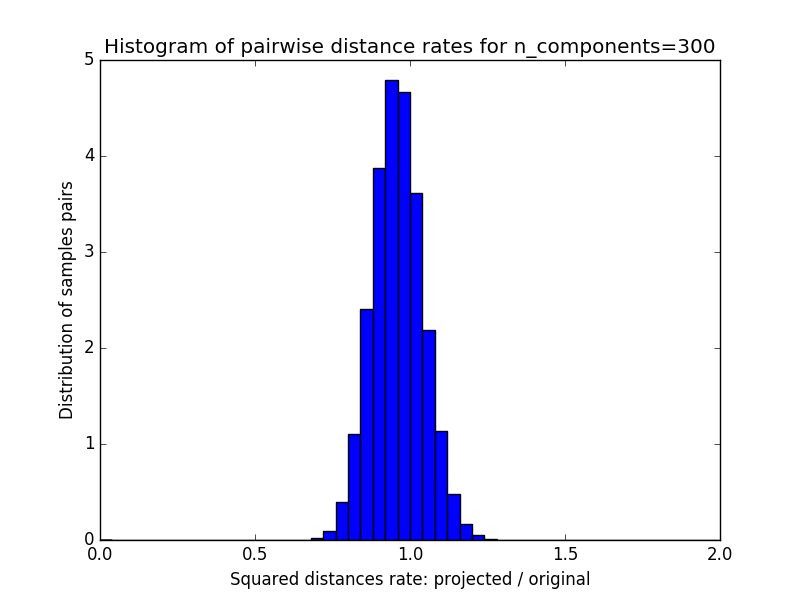 Histogram of pairwise distance rates for n_components=300
5
4
3
2
1
0
Distribution of samples pairs
0.0 0.5 1.0 1.5 2.0
Squared distances rate: projected / original